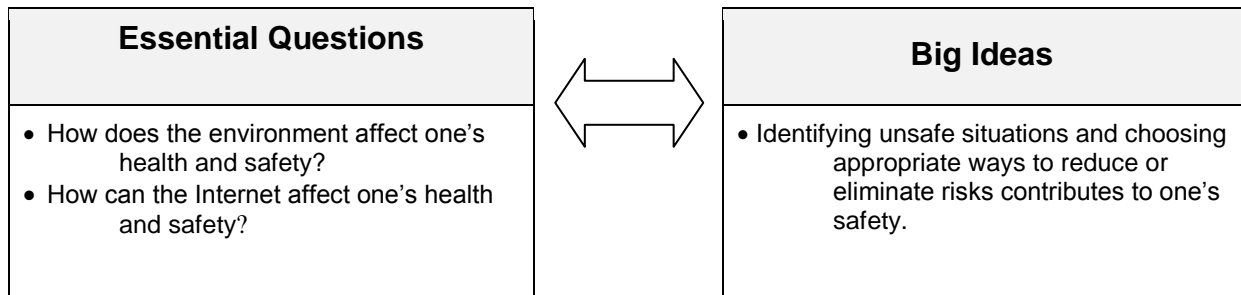 Essential Questions
• How does the environment affect one’s
health and safety?
• How can the Internet affect one’s health
and safety?
Big Ideas
• Identifying unsafe situations and choosing
appropriate ways to reduce or
eliminate risks contributes to one’s
safety.